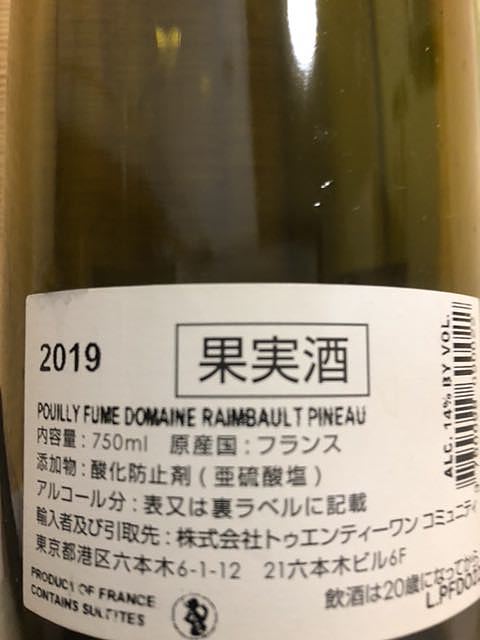 2019
果実酒
POUILLY FUME DOMAINE RAIMBAULT PINEAU
内容量：750ml 原産国：フランス
添加物：酸化防止剤（亜硫酸塩）
アルコール分：表又は裏ラベルに記載
輸入者及び引取先：株式会社トゥエンティーワン コミュニティ
東京都港区六本木6-1-12 21六本木ビル6F
飲酒は20歳になってから
PRODUCT OF FRANCE
CONTAINS SULFITES
ALC. 14% BY VOL.